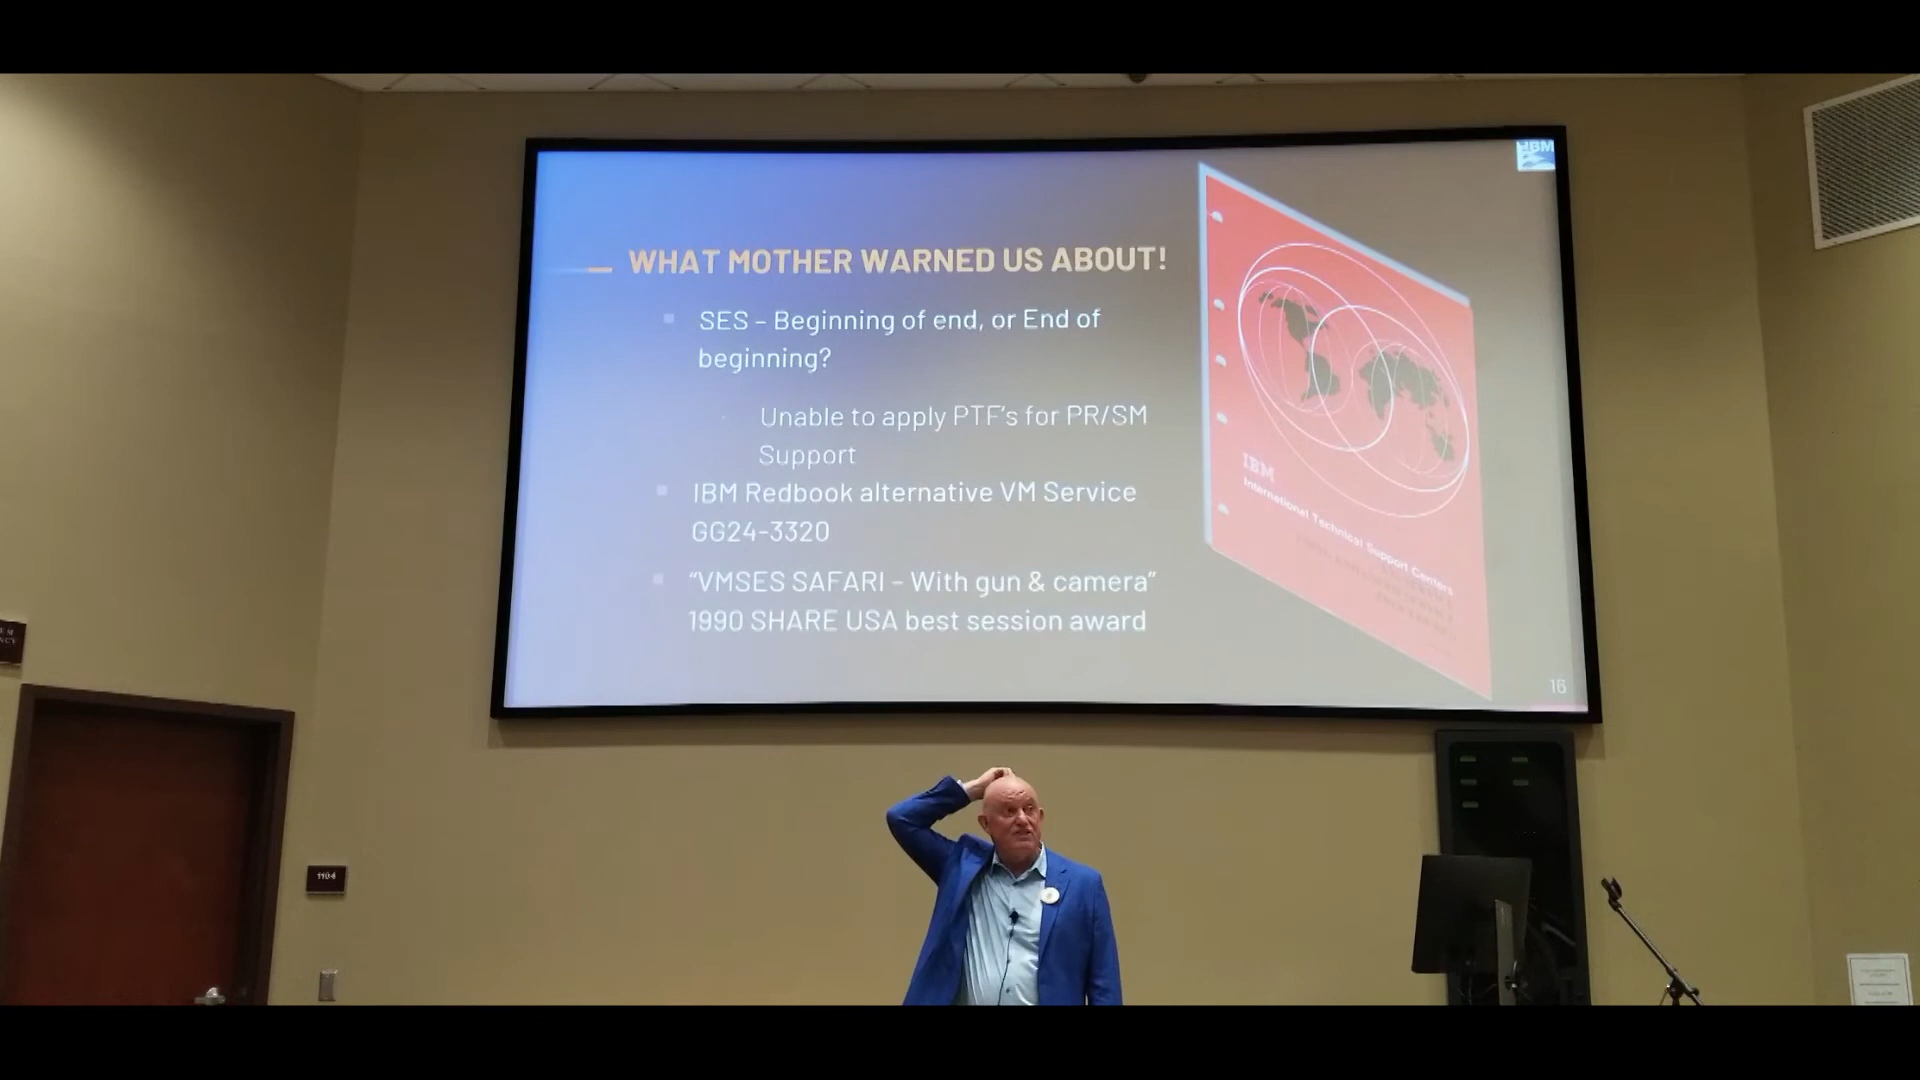 IBM
WHAT MOTHER WARNED US ABOUT!
SES – Beginning of end, or End of
beginning?
Unable to apply PTF's for PR/SM
Support
IBM Redbook alternative VM Service
GG24-3320
"VMSES SAFARI – With gun & camera"
1990 SHARE USA best session award
IBM
International Technical Support Centers
16